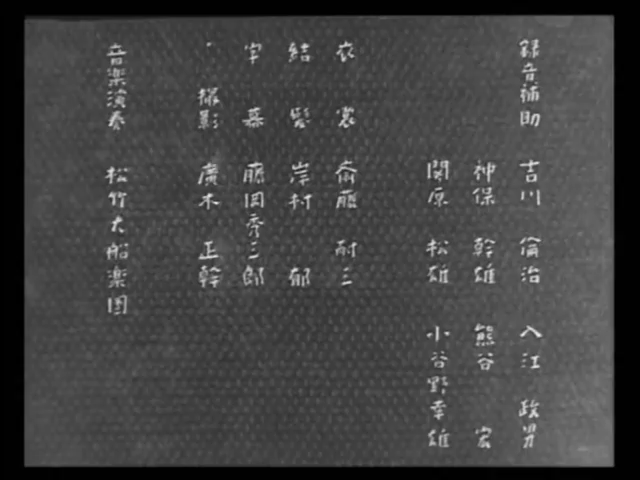 録音補助 吉川 倫治 入江 政男
神保 幹雄 熊谷 宏
関原 松雄 小谷野幸雄
衣裳 斎藤 耐三
結髪 岸村 郁
字幕 藤岡秀三郎
〃 撮影 廣木 正幹
音楽演奏 松竹大船楽団